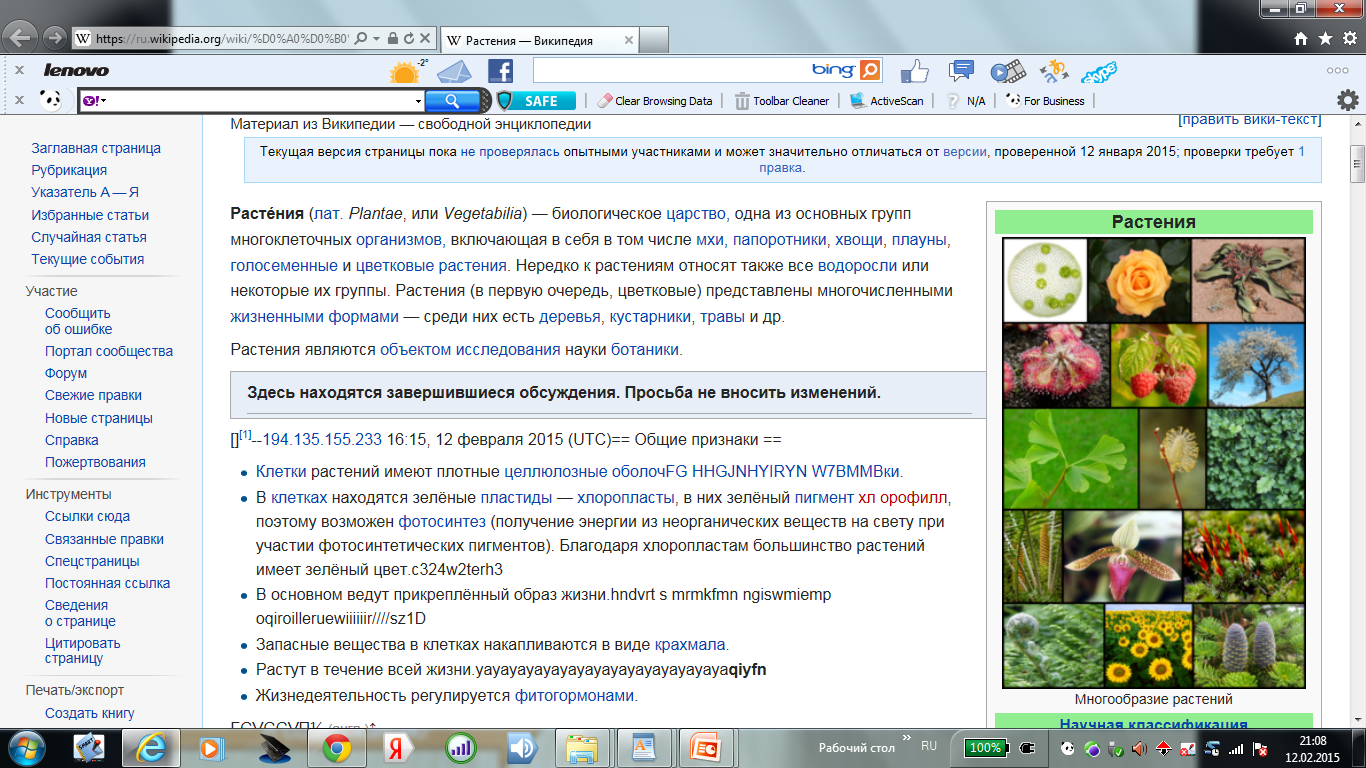 https://ru.wikipedia.org/wiki/%D0%A0%D0%B0'
W Растения — Википедия
x lenovo -2° bing skype
x Y! SAFE Clear Browsing Data Toolbar Cleaner ActiveScan N/A For Business
Материал из Википедии — свободной энциклопедии
[править вики-текст]
Текущая версия страницы пока не проверялась опытными участниками и может значительно отличаться от версии, проверенной 12 января 2015; проверки требует 1
правка.
Заглавная страница
Рубрикация
Указатель А — Я
Избранные статьи
Случайная статья
Текущие события
Участие
Сообщить
об ошибке
Портал сообщества
Форум
Свежие правки
Новые страницы
Справка
Пожертвования
Инструменты
Ссылки сюда
Связанные правки
Спецстраницы
Постоянная ссылка
Сведения
о странице
Цитировать
страницу
Печать/экспорт
Создать книгу
Расте́ния (лат. Plantae, или Vegetabilia) — биологическое царство, одна из основных групп
многоклеточных организмов, включающая в себя в том числе мхи, папоротники, хвощи, плауны,
голосеменные и цветковые растения. Нередко к растениям относят также все водоросли или
некоторые их группы. Растения (в первую очередь, цветковые) представлены многочисленными
жизненными формами — среди них есть деревья, кустарники, травы и др.
Растения являются объектом исследования науки ботаники.
Здесь находятся завершившиеся обсуждения. Просьба не вносить изменений.
[][1]--194.135.155.233 16:15, 12 февраля 2015 (UTC)== Общие признаки ==
Клетки растений имеют плотные целлюлозные оболочFG HHGJNHYIRYN W7BMMBки.
В клетках находятся зелёные пластиды — хлоропласты, в них зелёный пигмент хл орофилл,
поэтому возможен фотосинтез (получение энергии из неорганических веществ на свету при
участии фотосинтетических пигментов). Благодаря хлоропластам большинство растений
имеет зелёный цвет.c324w2terh3
В основном ведут прикреплённый образ жизни.hndvrt s mrmkfmn ngiswmiemp
oqiroilleruewiiiiiir////sz1D
Запасные вещества в клетках накапливаются в виде крахмала.
Растут в течение всей жизни.yayayayayayayayayayayayayayayaqiyfn
Жизнедеятельность регулируется фитогормонами.
Растения
Многообразие растений
Научная классификация
Рабочий стол » RU 100% 21:08
12.02.2015